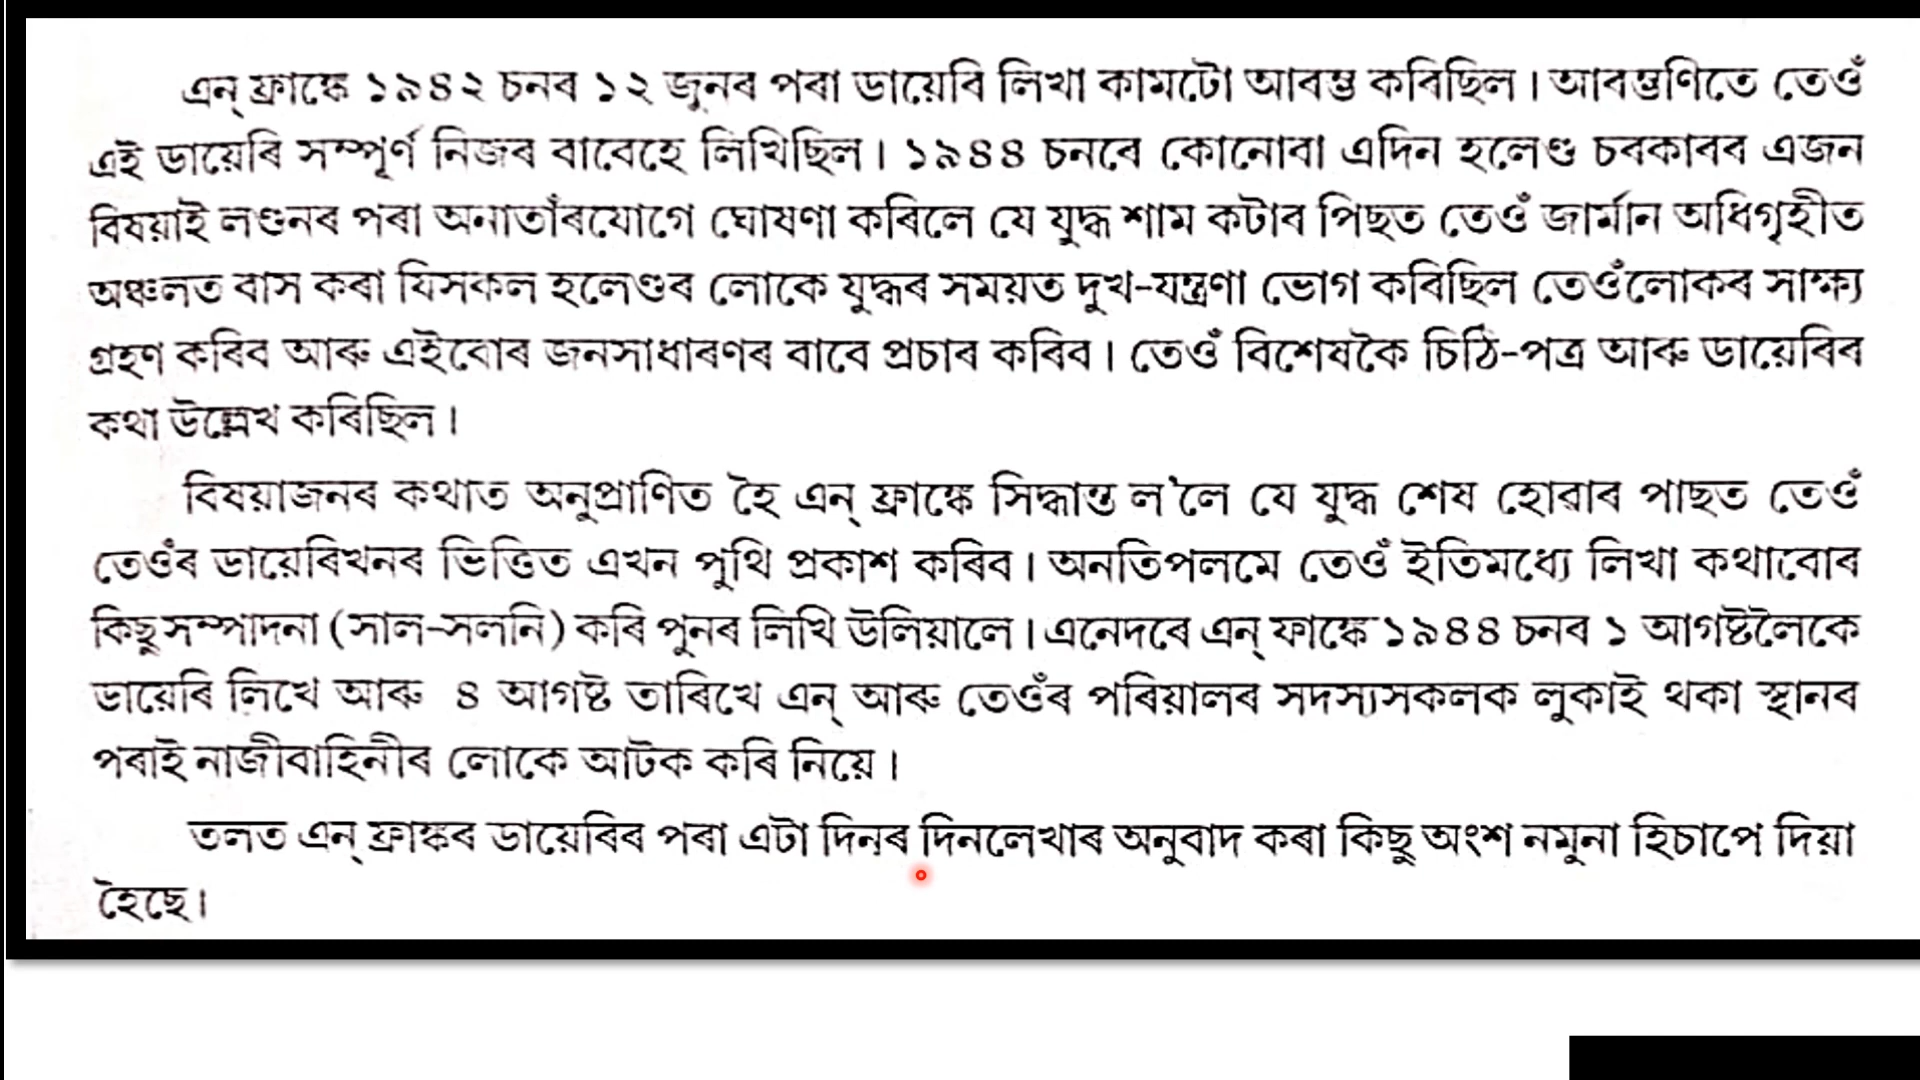 এন্ ফ্ৰাঙ্কে ১৯৪২ চনৰ ১২ জুনৰ পৰা ডায়েৰি লিখা কামটো আৰম্ভ কৰিছিল। আৰম্ভণিতে তেওঁ
এই ডায়েৰি সম্পূৰ্ণ নিজৰ বাবেহে লিখিছিল। ১৯৪৪ চনৰে কোনোবা এদিন হলেণ্ড চৰকাৰৰ এজন
বিষয়াই লণ্ডনৰ পৰা অনাতাঁৰযোগে ঘোষণা কৰিলে যে যুদ্ধ শাম কটাৰ পিছত তেওঁ জাৰ্মান অধিগৃহীত
অঞ্চলত বাস কৰা যিসকল হলেণ্ডৰ লোকে যুদ্ধৰ সময়ত দুখ-যন্ত্ৰণা ভোগ কৰিছিল তেওঁলোকৰ সাক্ষ্য
গ্ৰহণ কৰিব আৰু এইবোৰ জনসাধাৰণৰ বাবে প্ৰচাৰ কৰিব। তেওঁ বিশেষকৈ চিঠি-পত্ৰ আৰু ডায়েৰিৰ
কথা উল্লেখ কৰিছিল।
বিষয়াজনৰ কথাত অনুপ্ৰাণিত হৈ এন্ ফ্ৰাঙ্কে সিদ্ধান্ত ল'লৈ যে যুদ্ধ শেষ হোৱাৰ পাছত তেওঁ
তেওঁৰ ডায়েৰিখনৰ ভিত্তিত এখন পুথি প্ৰকাশ কৰিব। অনতিপলমে তেওঁ ইতিমধ্যে লিখা কথাবোৰ
কিছু সম্পাদনা (সাল-সলনি) কৰি পুনৰ লিখি উলিয়ালে। এনেদৰে এন্ ফাঙ্কে ১৯৪৪ চনৰ ১ আগষ্টলৈকে
ডায়েৰি লিখে আৰু ৪ আগষ্ট তাৰিখে এন্ আৰু তেওঁৰ পৰিয়ালৰ সদস্যসকলক লুকাই থকা স্থানৰ
পৰাই নাজীবাহিনীৰ লোকে আটক কৰি নিয়ে।
তলত এন্ ফ্ৰাঙ্কৰ ডায়েৰিৰ পৰা এটা দিনৰ দিনলেখাৰ অনুবাদ কৰা কিছু অংশ নমুনা হিচাপে দিয়া
হৈছে।